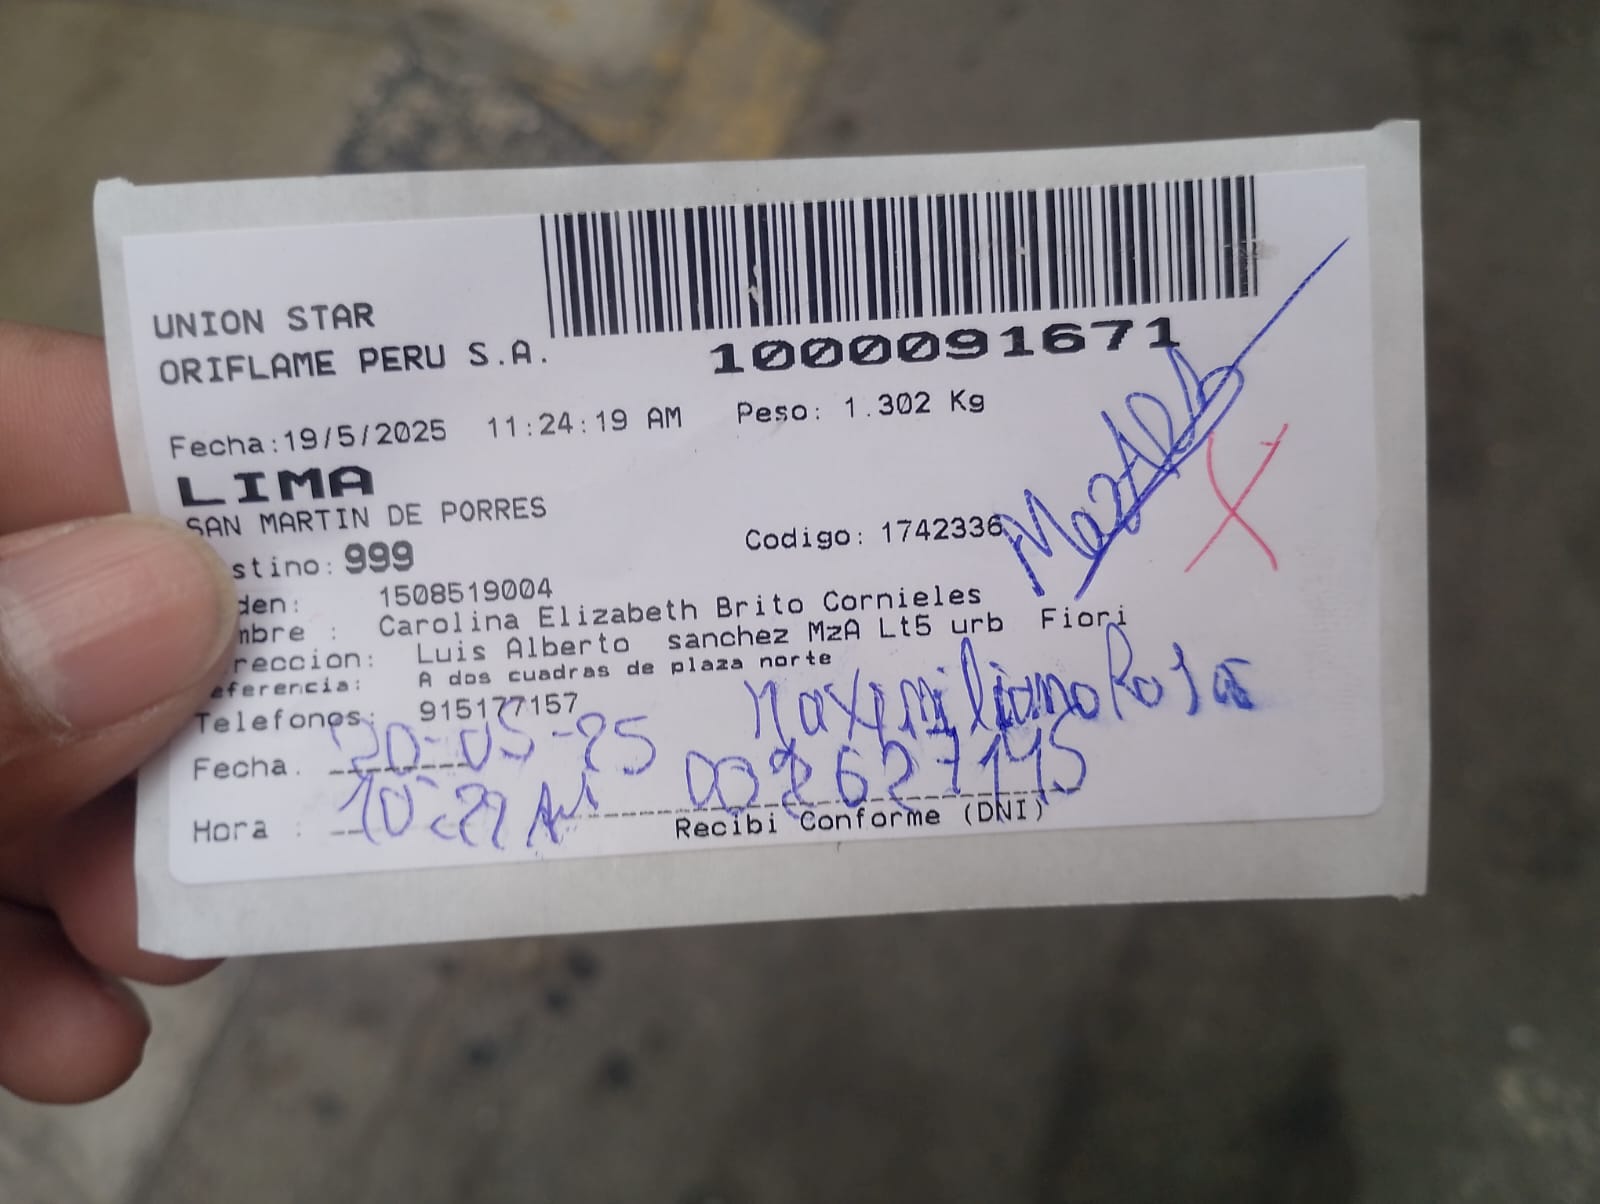 UNION STAR
ORIFLAME PERU S.A.
1000091671
Fecha:19/5/2025 11:24:19 AM Peso: 1.302 Kg
LIMA
SAN MARTIN DE PORRES
stino: 999 Codigo: 1742336
den: 1508519004
mbre : Carolina Elizabeth Brito Cornieles
reccion: Luis Alberto sanchez MzA Lt5 urb Fiori
eferencia: A dos cuadras de plaza norte
Telefonos: 915177157
Maximiliano Rosa
Fecha. 20-05-25
Hora : 10:29 AM
Recibi Conforme (DNI)